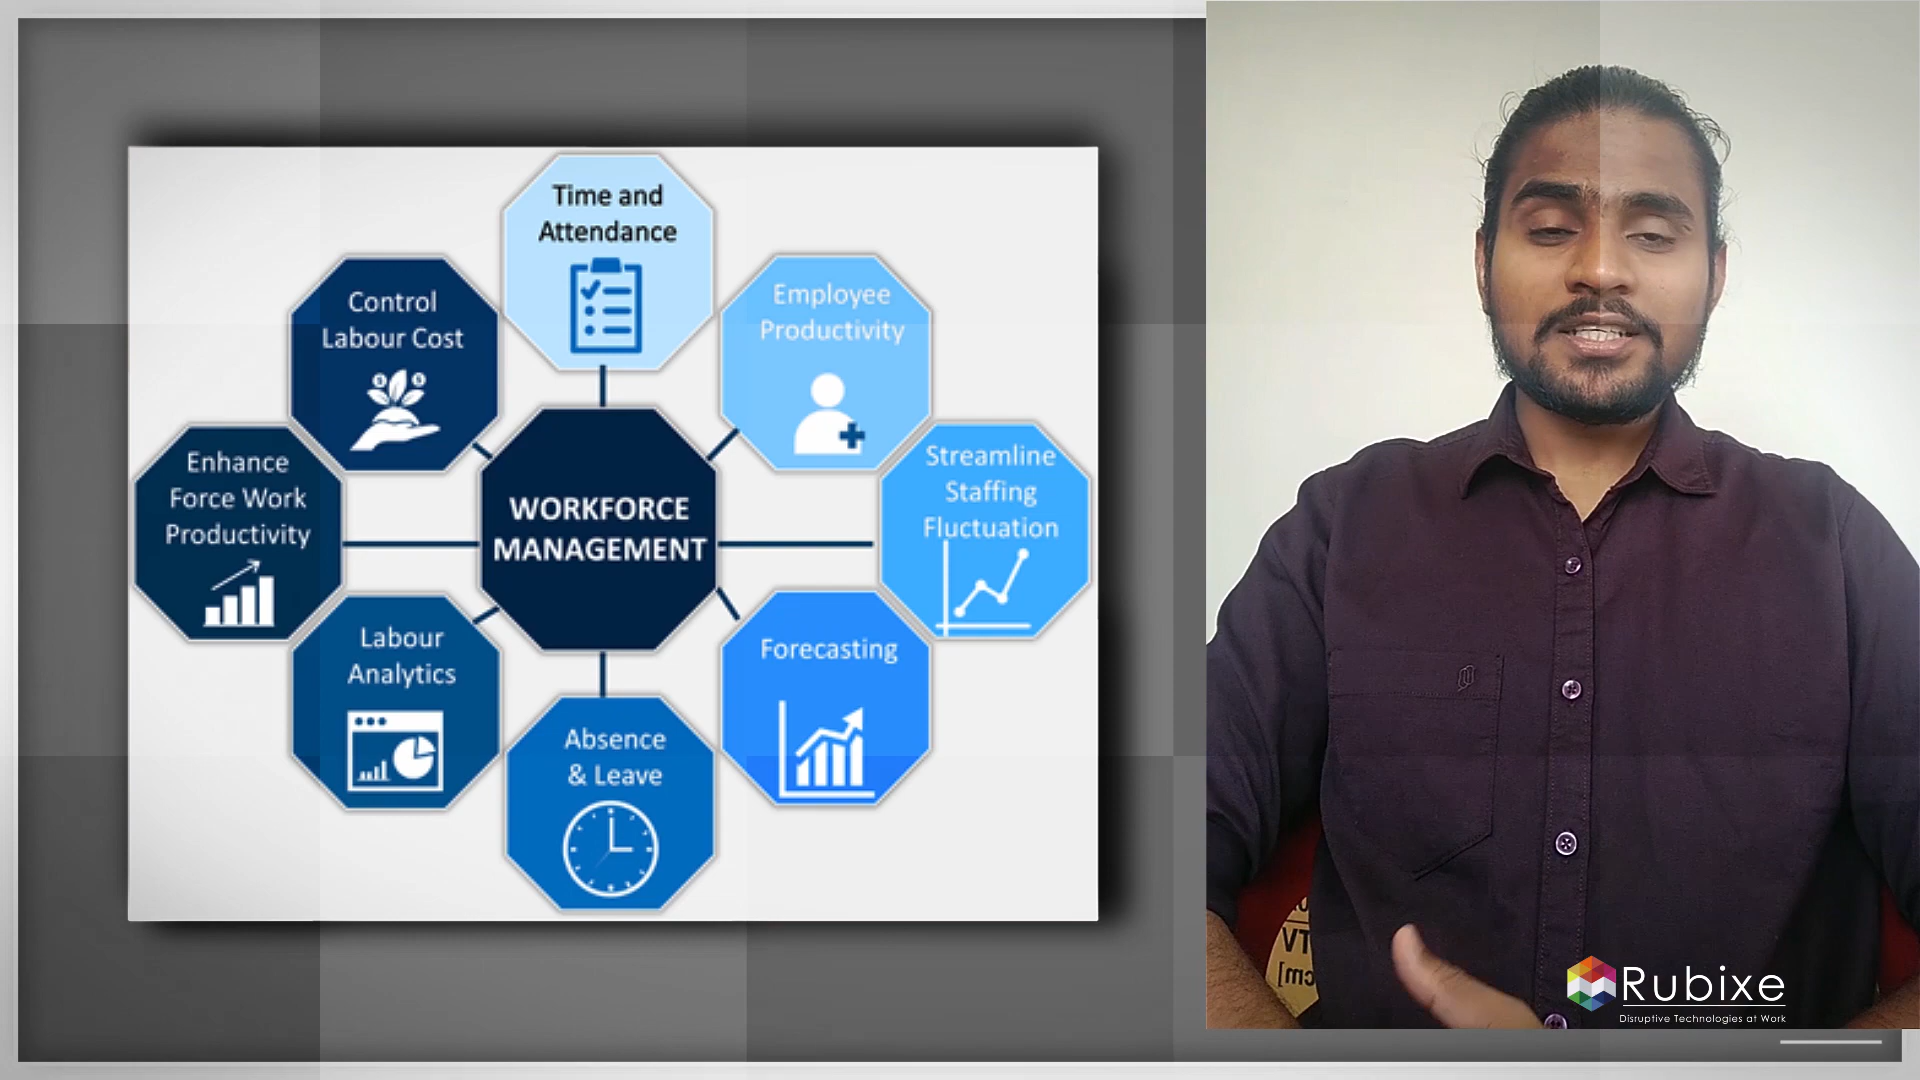 Time and
Attendance
Control
Labour Cost
Employee
Productivity
Enhance
Force Work
Productivity
WORKFORCE
MANAGEMENT
Streamline
Staffing
Fluctuation
Labour
Analytics
Forecasting
Absence
& Leave
Rubixe
Disruptive Technologies at Work